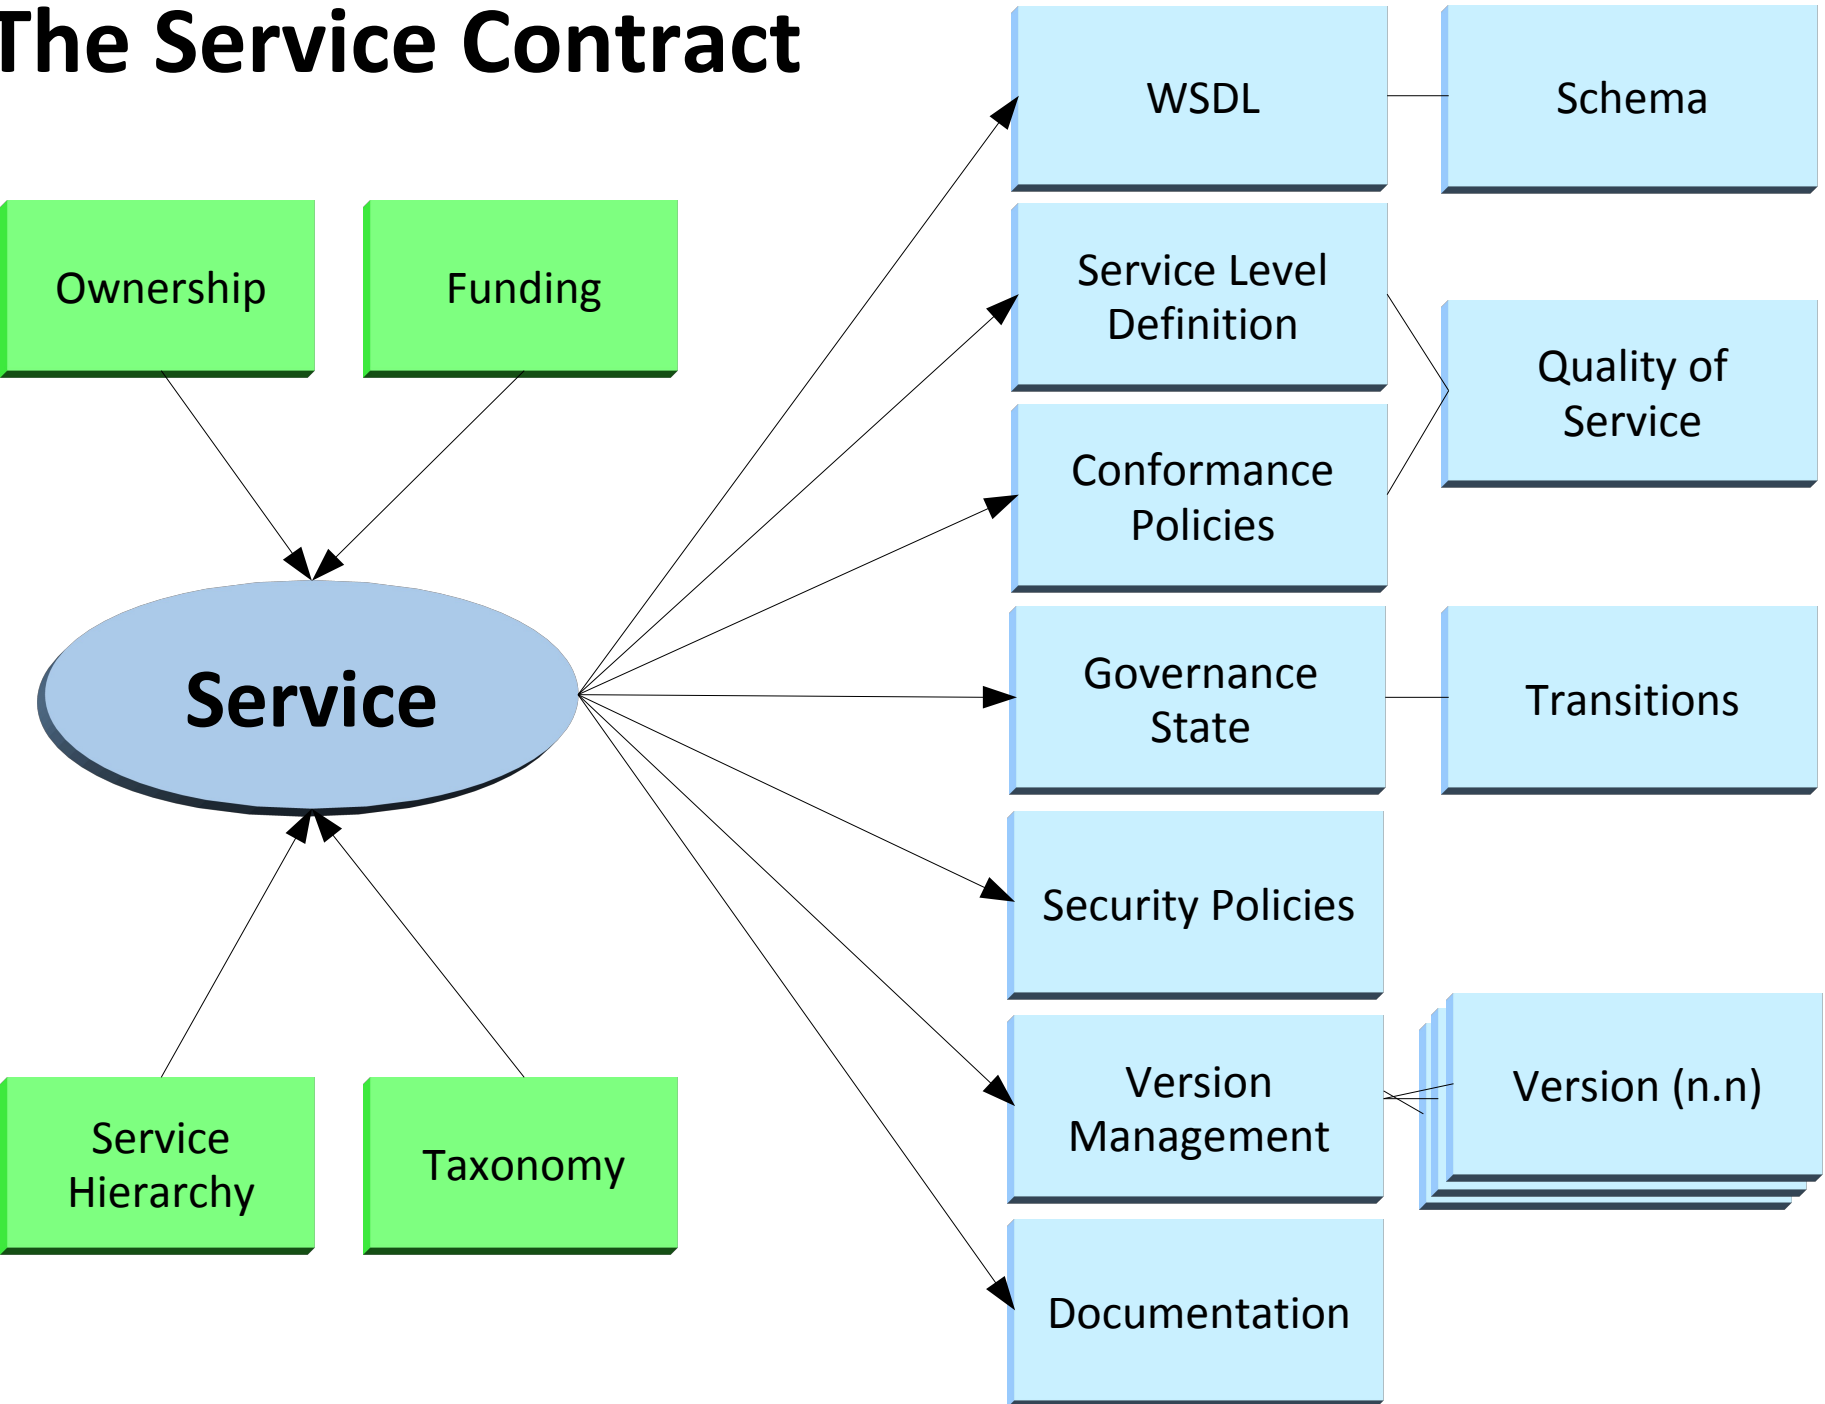 The Service Contract
WSDL
Schema
Ownership
Funding
Service Level
Definition
Quality of
Service
Conformance
Policies
Service
Governance
State
Transitions
Security Policies
Version
Management
Version (n.n)
Service
Hierarchy
Taxonomy
Documentation